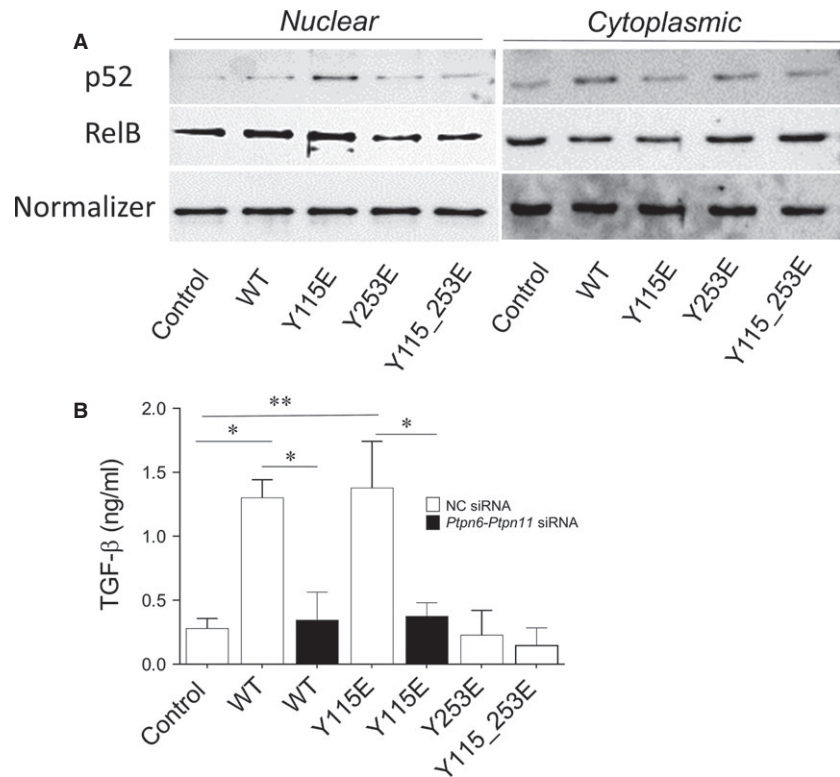 A
Nuclear
Cytoplasmic
p52
RelB
Normalizer
Control WT Y115E Y253E Y115_253E
Control WT Y115E Y253E Y115_253E
B
TGF-β (ng/ml)
2.0
1.5
1.0
0.5
0.0
**
* * *
NC siRNA
Ptpn6-Ptpn11 siRNA
Control WT WT Y115E Y115E Y253E Y115_253E